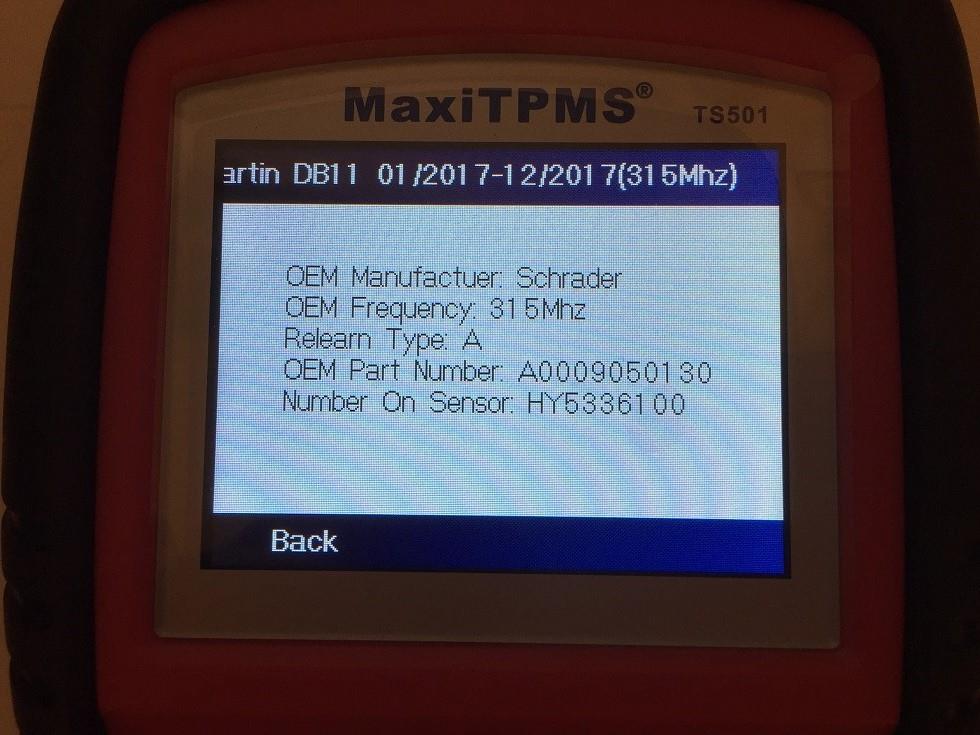 MaxiTPMS® TS501
artin DB11 01/2017-12/2017(315Mhz)
OEM Manufactuer: Schrader
OEM Frequency: 315Mhz
Relearn Type: A
OEM Part Number: A0009050130
Number On Sensor: HY5336100
Back